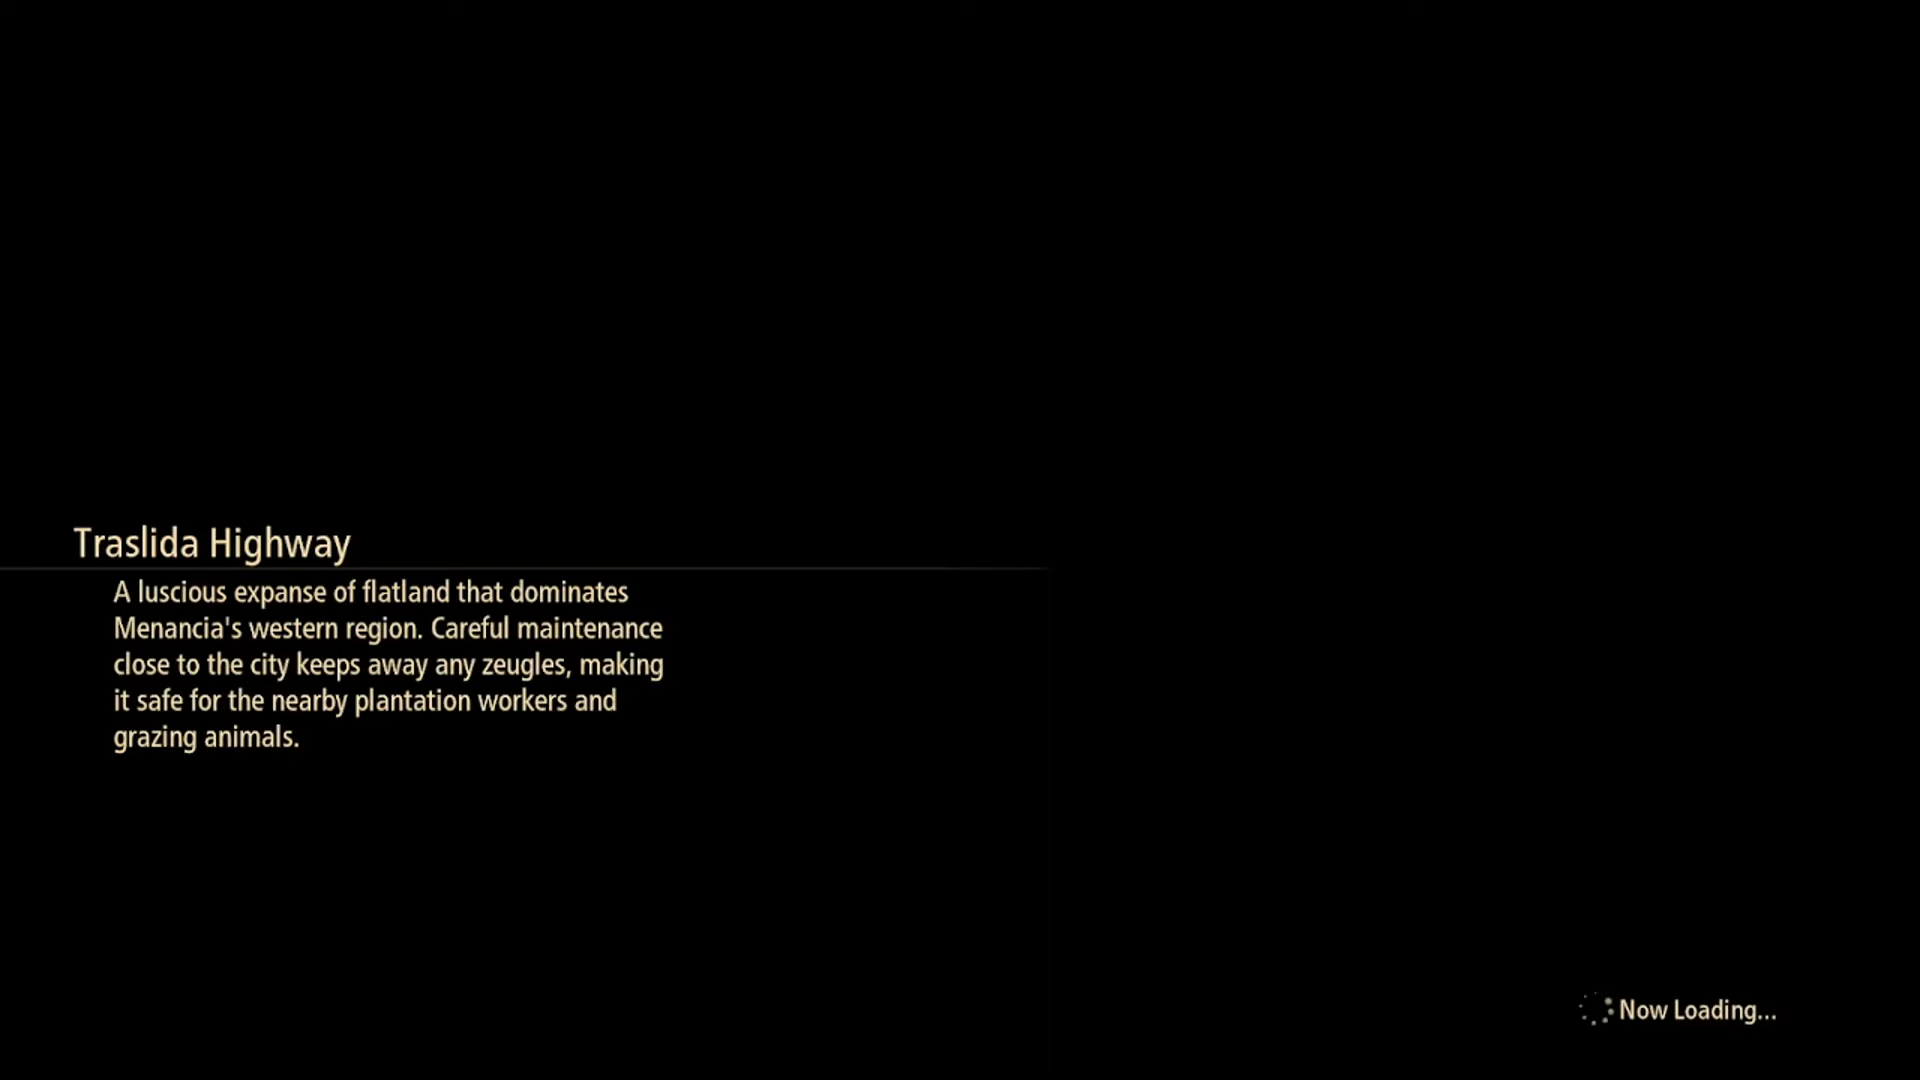 Traslida Highway
A luscious expanse of flatland that dominates
Menancia's western region. Careful maintenance
close to the city keeps away any zeugles, making
it safe for the nearby plantation workers and
grazing animals.
Now Loading...